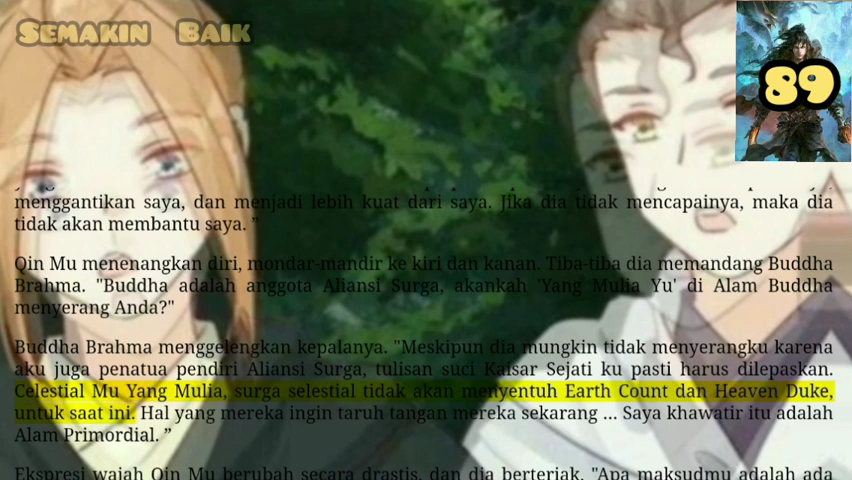 Semakin Baik
89
menggantikan saya, dan menjadi lebih kuat dari saya. Jika dia tidak mencapainya, maka dia
tidak akan membantu saya. ”
Qin Mu menenangkan diri, mondar-mandir ke kiri dan kanan. Tiba-tiba dia memandang Buddha
Brahma. "Buddha adalah anggota Aliansi Surga, akankah 'Yang Mulia Yu' di Alam Buddha
menyerang Anda?"
Buddha Brahma menggelengkan kepalanya. "Meskipun dia mungkin tidak menyerangku karena
aku juga penatua pendiri Aliansi Surga, tulisan suci Kaisar Sejati ku pasti harus dilepaskan.
Celestial Mu Yang Mulia, surga selestial tidak akan menyentuh Earth Count dan Heaven Duke,
untuk saat ini. Hal yang mereka ingin taruh tangan mereka sekarang ... Saya khawatir itu adalah
Alam Primordial. ”
Ekspresi wajah Qin Mu berubah secara drastis, dan dia berteriak, "Apa maksudmu adalah ada